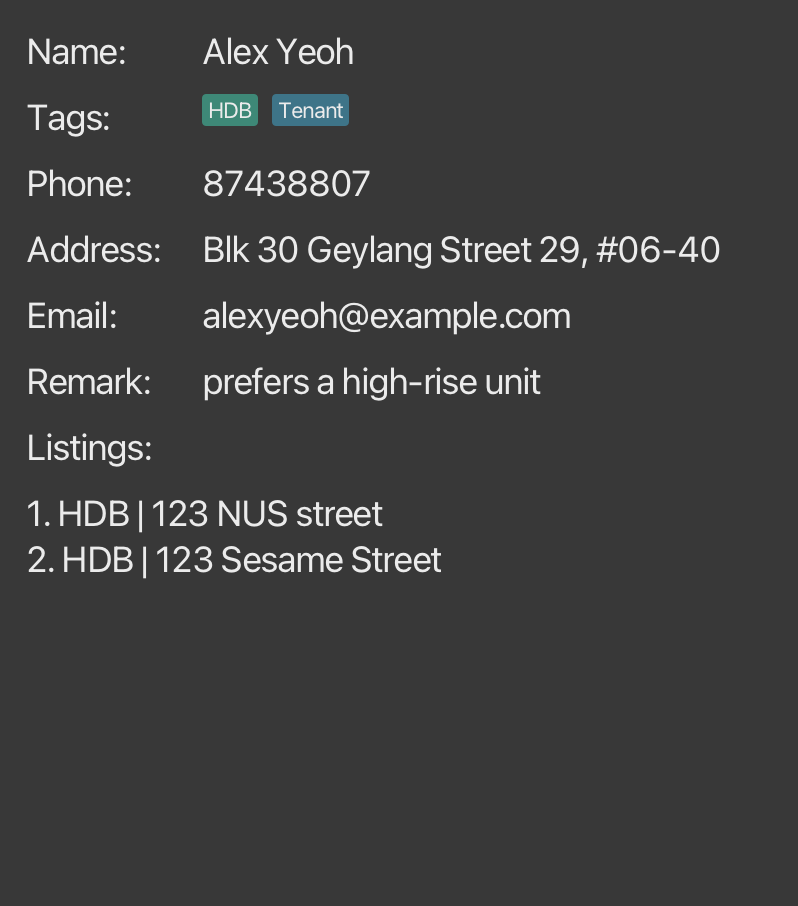 Name: Alex Yeoh
Tags: HDB Tenant
Phone: 87438807
Address: Blk 30 Geylang Street 29, #06-40
Email: alexyeoh@example.com
Remark: prefers a high-rise unit
Listings:
1. HDB | 123 NUS street
2. HDB | 123 Sesame Street